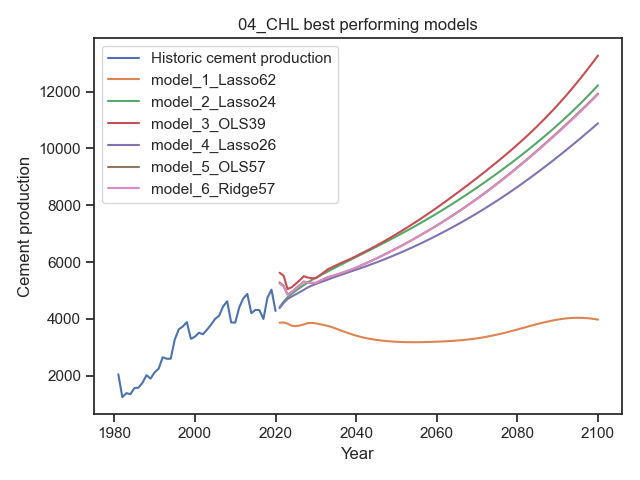 04_CHL best performing models
Historic cement production
model_1_Lasso62
model_2_Lasso24
model_3_OLS39
model_4_Lasso26
model_5_OLS57
model_6_Ridge57
Cement production
12000
10000
8000
6000
4000
2000
1980 2000 2020 2040 2060 2080 2100
Year